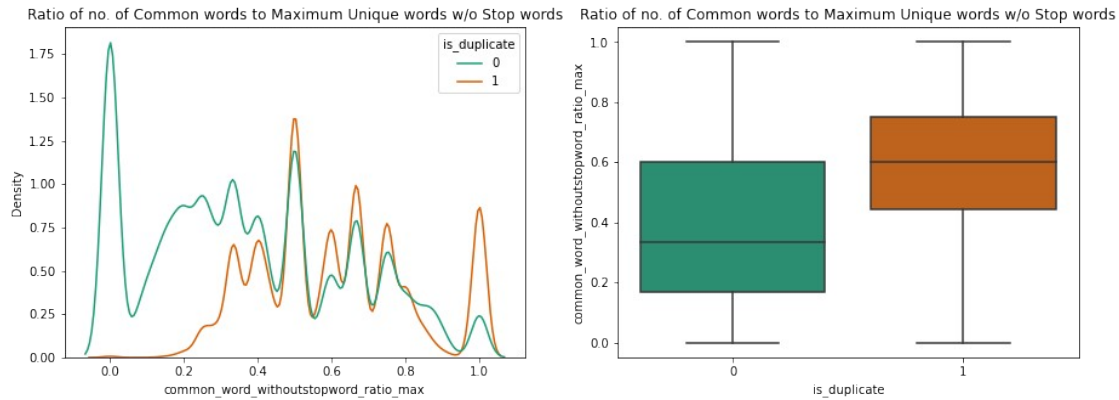 Ratio of no. of Common words to Maximum Unique words w/o Stop words
1.75
1.50
1.25
1.00
0.75
0.50
0.25
0.00
Density
is_duplicate
0
1
0.0 0.2 0.4 0.6 0.8 1.0
common_word_withoutstopword_ratio_max
Ratio of no. of Common words to Maximum Unique words w/o Stop words
1.0
0.8
0.6
0.4
0.2
0.0
common_word_withoutstopword_ratio_max
0 1
is_duplicate